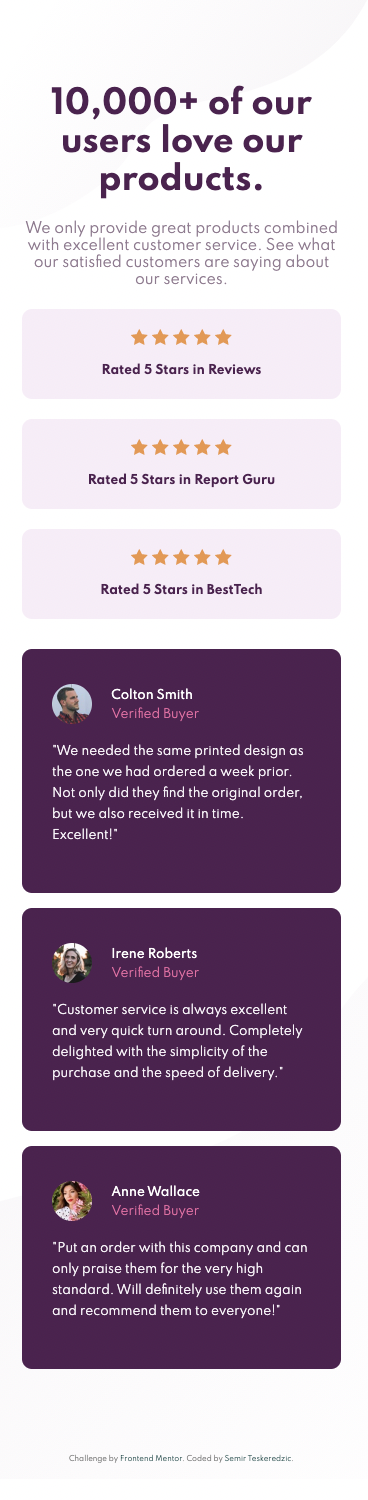 10,000+ of our
users love our
products.
We only provide great products combined
with excellent customer service. See what
our satisfied customers are saying about
our services.
Rated 5 Stars in Reviews
Rated 5 Stars in Report Guru
Rated 5 Stars in BestTech
Colton Smith
Verified Buyer
"We needed the same printed design as
the one we had ordered a week prior.
Not only did they find the original order,
but we also received it in time.
Excellent!"
Irene Roberts
Verified Buyer
"Customer service is always excellent
and very quick turn around. Completely
delighted with the simplicity of the
purchase and the speed of delivery."
Anne Wallace
Verified Buyer
"Put an order with this company and can
only praise them for the very high
standard. Will definitely use them again
and recommend them to everyone!"
Challenge by Frontend Mentor. Coded by Semir Teskeredzic.